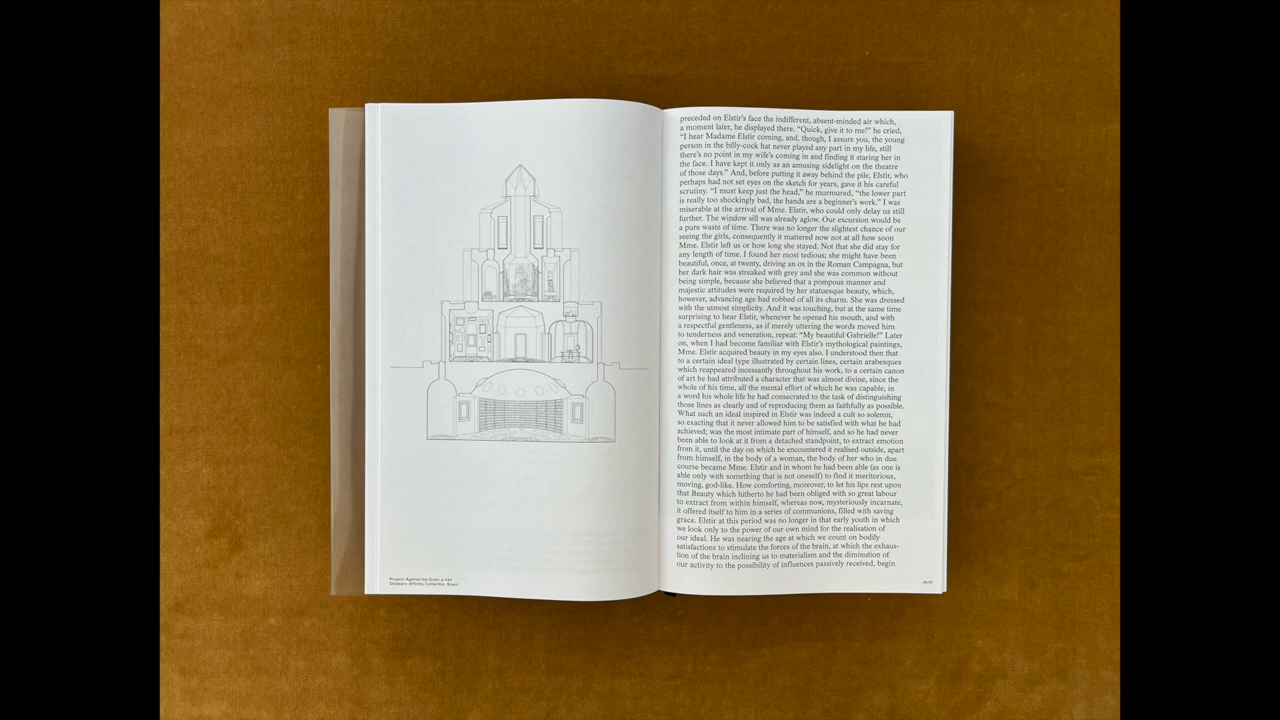 Project: Against the Grain, p 444
Glossary: Affinity, Collection, Scent
preceded on Elstir's face the indifferent, absent-minded air which,
a moment later, he displayed there. "Quick, give it to me!" he cried,
"I hear Madame Elstir coming, and, though, I assure you, the young
person in the billy-cock hat never played any part in my life, still
there's no point in my wife's coming in and finding it staring her in
the face. I have kept it only as an amusing sidelight on the theatre
of those days." And, before putting it away behind the pile, Elstir, who
perhaps had not set eyes on the sketch for years, gave it his careful
scrutiny. "I must keep just the head," he murmured, "the lower part
is really too shockingly bad, the hands are a beginner's work." I was
miserable at the arrival of Mme. Elstir, who could only delay us still
further. The window sill was already aglow. Our excursion would be
a pure waste of time. There was no longer the slightest chance of our
seeing the girls, consequently it mattered now not at all how soon
Mme. Elstir left us or how long she stayed. Not that she did stay for
any length of time. I found her most tedious; she might have been
beautiful, once, at twenty, driving an ox in the Roman Campagna, but
her dark hair was streaked with grey and she was common without
being simple, because she believed that a pompous manner and
majestic attitudes were required by her statuesque beauty, which,
however, advancing age had robbed of all its charm. She was dressed
with the utmost simplicity. And it was touching, but at the same time
surprising to hear Elstir, whenever he opened his mouth, and with
a respectful gentleness, as if merely uttering the words moved him
to tenderness and veneration, repeat: "My beautiful Gabrielle!" Later
on, when I had become familiar with Elstir's mythological paintings,
Mme. Elstir acquired beauty in my eyes also. I understood then that
to a certain ideal type illustrated by certain lines, certain arabesques
which reappeared incessantly throughout his work, to a certain canon
of art he had attributed a character that was almost divine, since the
whole of his time, all the mental effort of which he was capable, in
a word his whole life he had consecrated to the task of distinguishing
those lines as clearly and of reproducing them as faithfully as possible.
What such an ideal inspired in Elstir was indeed a cult so solemn,
so exacting that it never allowed him to be satisfied with what he had
achieved; was the most intimate part of himself, and so he had never
been able to look at it from a detached standpoint, to extract emotion
from it, until the day on which he encountered it realised outside, apart
from himself, in the body of a woman, the body of her who in due
course became Mme. Elstir and in whom he had been able (as one is
able only with something that is not oneself) to find it meritorious,
moving, god-like. How comforting, moreover, to let his lips rest upon
that Beauty which hitherto he had been obliged with so great labour
to extract from within himself, whereas now, mysteriously incarnate,
it offered itself to him in a series of communions, filled with saving
grace. Elstir at this period was no longer in that early youth in which
we look only to the power of our own mind for the realisation of
our ideal. He was nearing the age at which we count on bodily
satisfactions to stimulate the forces of the brain, at which the exhaus-
tion of the brain inclining us to materialism and the diminution of
our activity to the possibility of influences passively received, begin